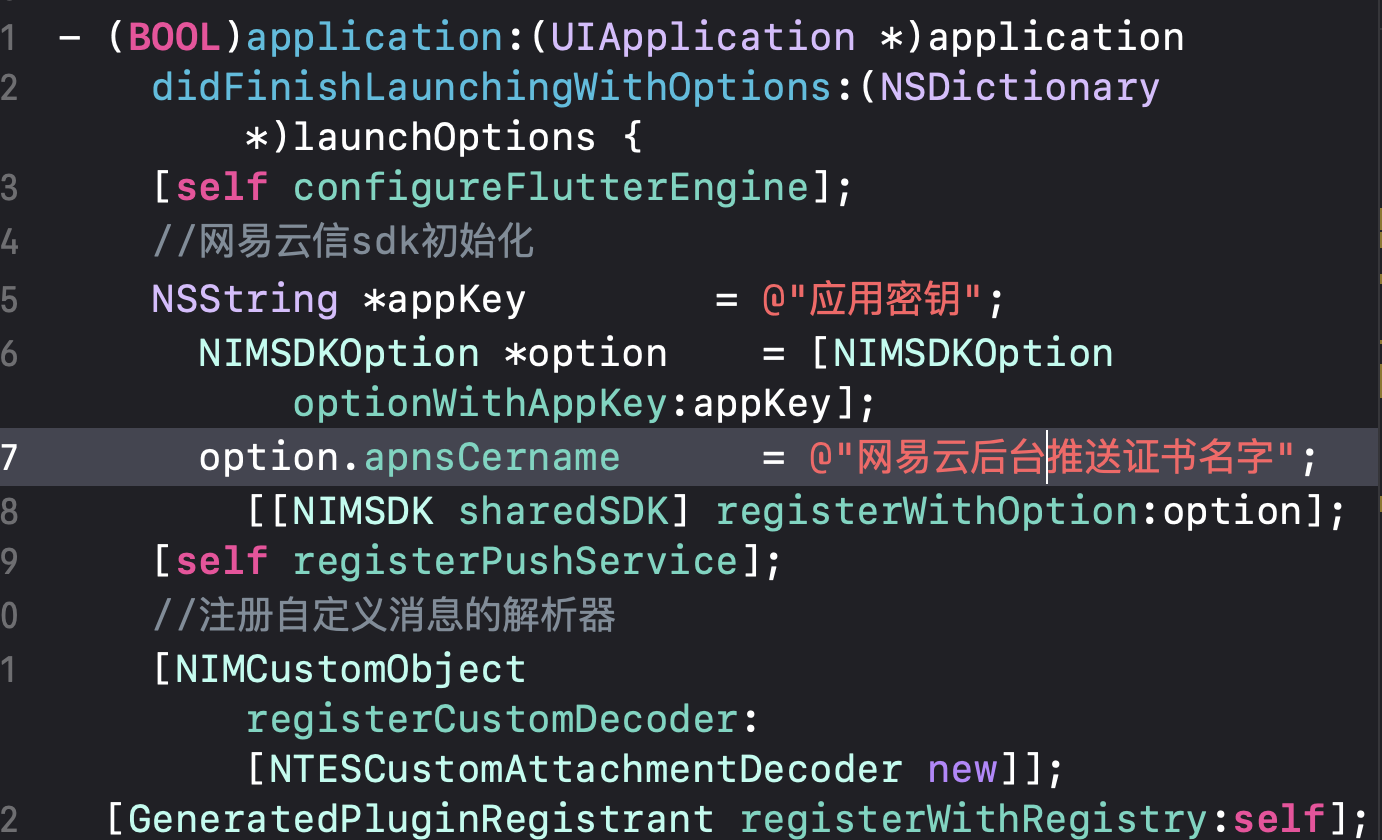 1 - (BOOL)application:(UIApplication *)application
2 didFinishLaunchingWithOptions:(NSDictionary
*)launchOptions {
3 [self configureFlutterEngine];
4 //网易云信sdk初始化
5 NSString *appKey = @"应用密钥";
6 NIMSDKOption *option = [NIMSDKOption
optionWithAppKey:appKey];
7 option.apnsCername = @"网易云后台推送证书名字";
8 [[NIMSDK sharedSDK] registerWithOption:option];
9 [self registerPushService];
0 //注册自定义消息的解析器
1 [NIMCustomObject
registerCustomDecoder:
[NTESCustomAttachmentDecoder new]];
2 [GeneratedPluginRegistrant registerWithRegistry:self];